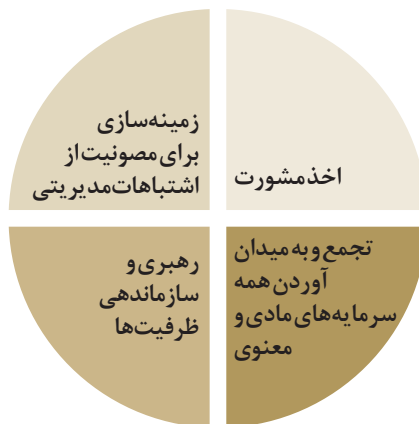 اخذ مشورت
زمینه‌سازی
برای مصونیت از
اشتباهات مدیریتی
تجمع و به میدان
آوردن همه
سرمایه‌های مادی و
معنوی
رهبری و
سازماندهی
ظرفیت‌ها